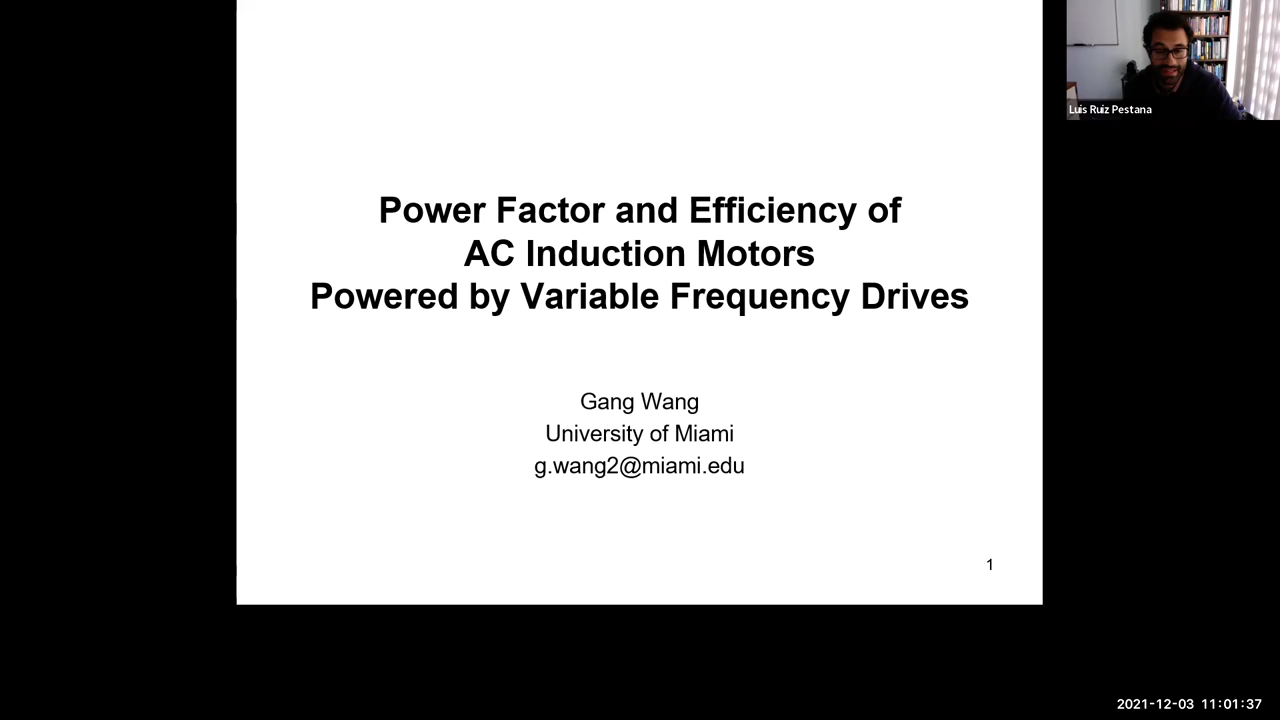 Power Factor and Efficiency of
AC Induction Motors
Powered by Variable Frequency Drives
Gang Wang
University of Miami
g.wang2@miami.edu
1
Luis Ruiz Pestana
2021-12-03 11:01:37